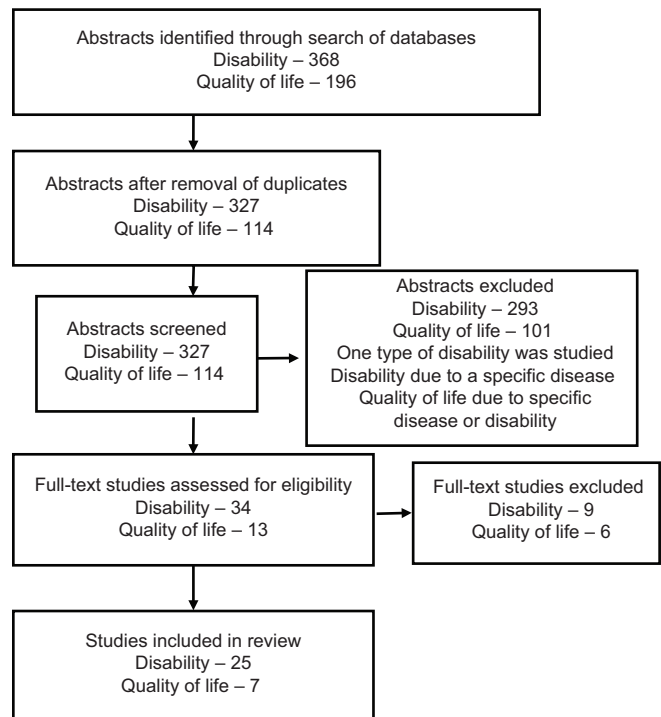 Abstracts identified through search of databases
Disability – 368
Quality of life – 196
Abstracts after removal of duplicates
Disability – 327
Quality of life – 114
Abstracts screened
Disability – 327
Quality of life – 114
Abstracts excluded
Disability – 293
Quality of life – 101
One type of disability was studied
Disability due to a specific disease
Quality of life due to specific
disease or disability
Full-text studies assessed for eligibility
Disability – 34
Quality of life – 13
Full-text studies excluded
Disability – 9
Quality of life – 6
Studies included in review
Disability – 25
Quality of life – 7